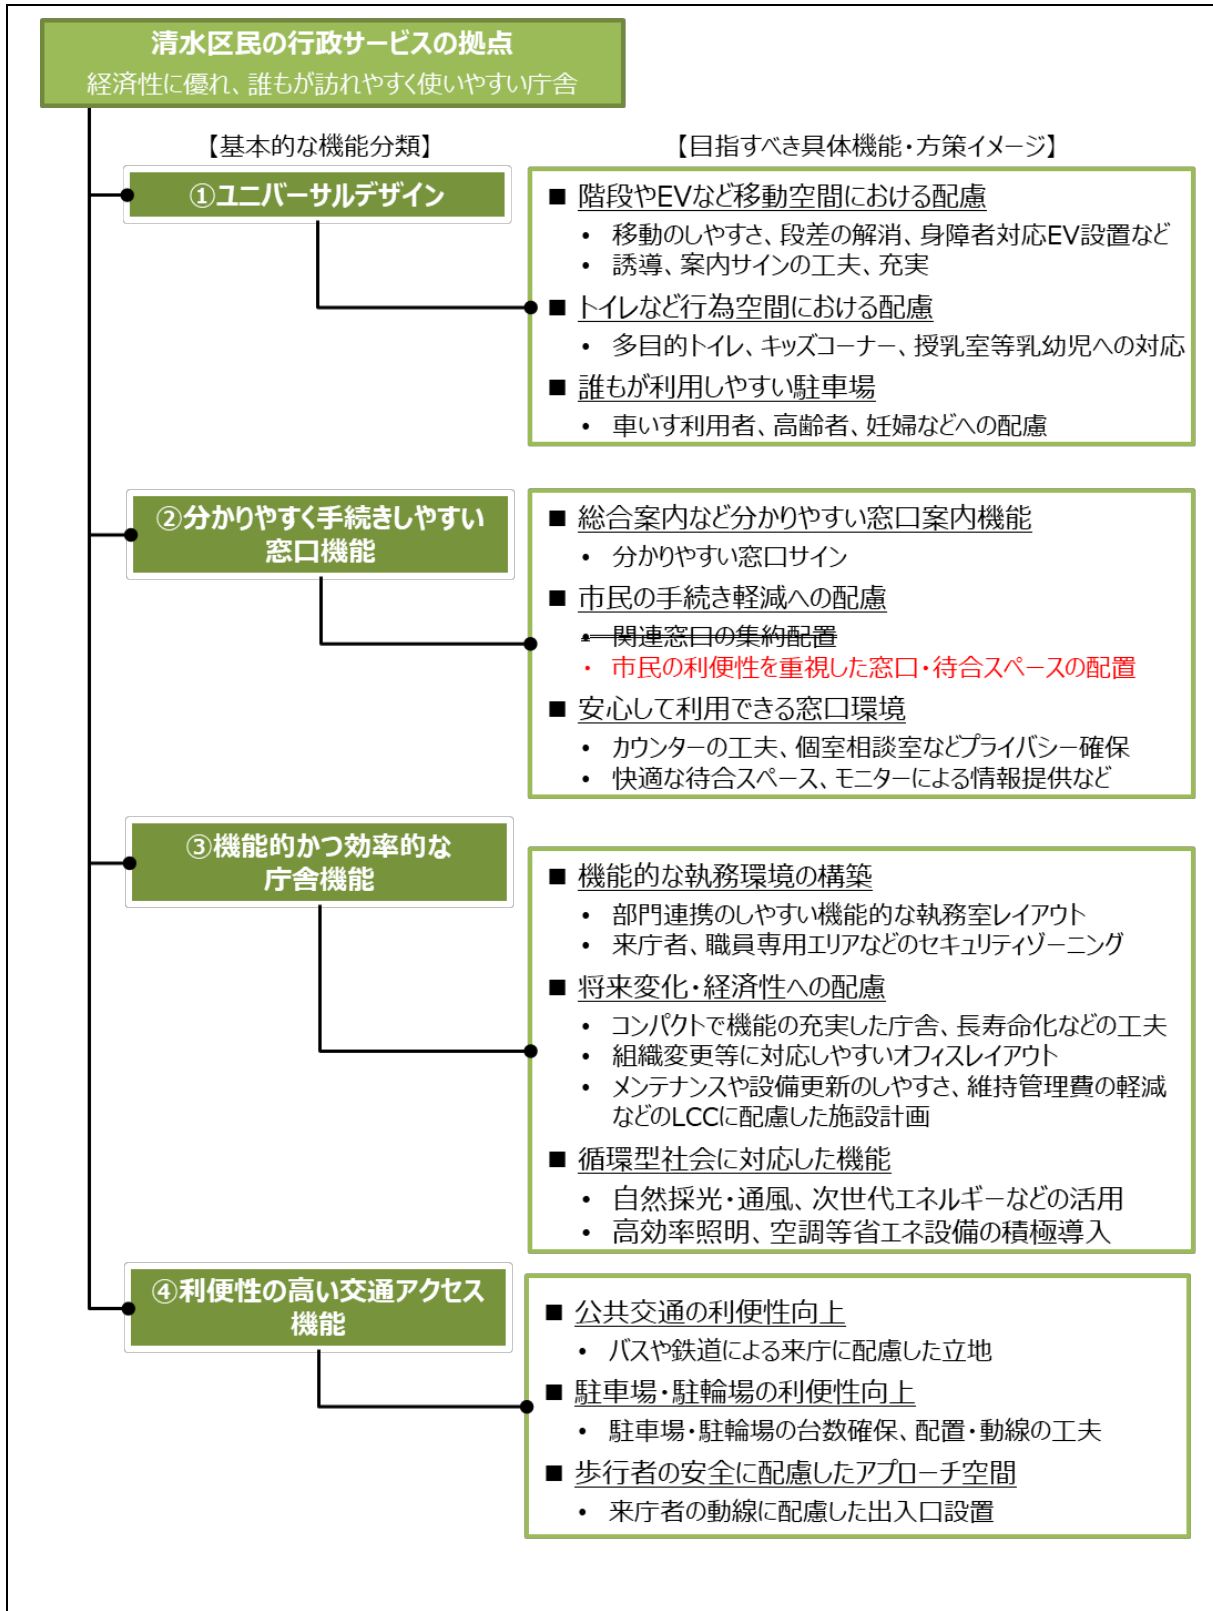 清水区民の行政サービスの拠点
経済性に優れ、誰もが訪れやすく使いやすい庁舎
【基本的な機能分類】
【目指すべき具体機能・方策イメージ】
①ユニバーサルデザイン
■ 階段やEVなど移動空間における配慮
• 移動のしやすさ、段差の解消、身障者対応EV設置など
• 誘導、案内サインの工夫、充実
■ トイレなど行為空間における配慮
• 多目的トイレ、キッズコーナー、授乳室等乳幼児への対応
■ 誰もが利用しやすい駐車場
• 車いす利用者、高齢者、妊婦などへの配慮
②分かりやすく手続きしやすい
窓口機能
■ 総合案内など分かりやすい窓口案内機能
• 分かりやすい窓口サイン
■ 市民の手続き軽減への配慮
• 関連窓口の集約配置
・ 市民の利便性を重視した窓口・待合スペースの配置
■ 安心して利用できる窓口環境
• カウンターの工夫、個室相談室などプライバシー確保
• 快適な待合スペース、モニターによる情報提供など
③機能的かつ効率的な
庁舎機能
■ 機能的な執務環境の構築
• 部門連携のしやすい機能的な執務室レイアウト
• 来庁者、職員専用エリアなどのセキュリティゾーニング
■ 将来変化・経済性への配慮
• コンパクトで機能の充実した庁舎、長寿命化などの工夫
• 組織変更等に対応しやすいオフィスレイアウト
• メンテナンスや設備更新のしやすさ、維持管理費の軽減
などのLCCに配慮した施設計画
■ 循環型社会に対応した機能
• 自然採光・通風、次世代エネルギーなどの活用
• 高効率照明、空調等省エネ設備の積極導入
④利便性の高い交通アクセス
機能
■ 公共交通の利便性向上
• バスや鉄道による来庁に配慮した立地
■ 駐車場・駐輪場の利便性向上
• 駐車場・駐輪場の台数確保、配置・動線の工夫
■ 歩行者の安全に配慮したアプローチ空間
• 来庁者の動線に配慮した出入口設置